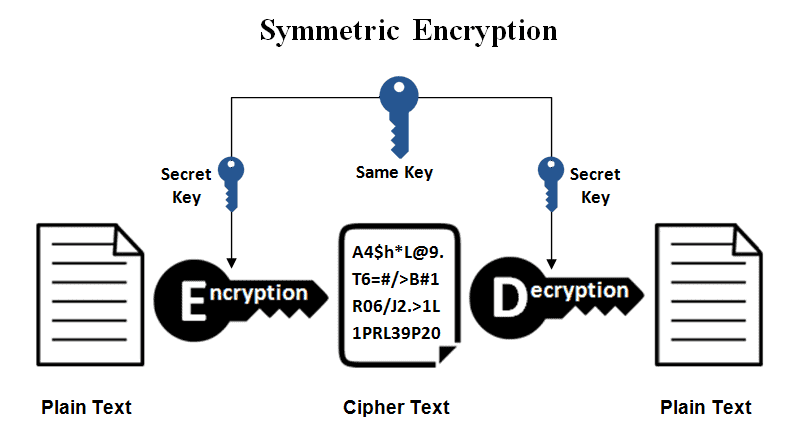 Symmetric Encryption
Same Key
Secret
Key
Secret
Key
Encryption
A4$h*L@9.
T6=#/>B#1
R06/J2.>1L
1PRL39P20
Decryption
Plain Text
Cipher Text
Plain Text